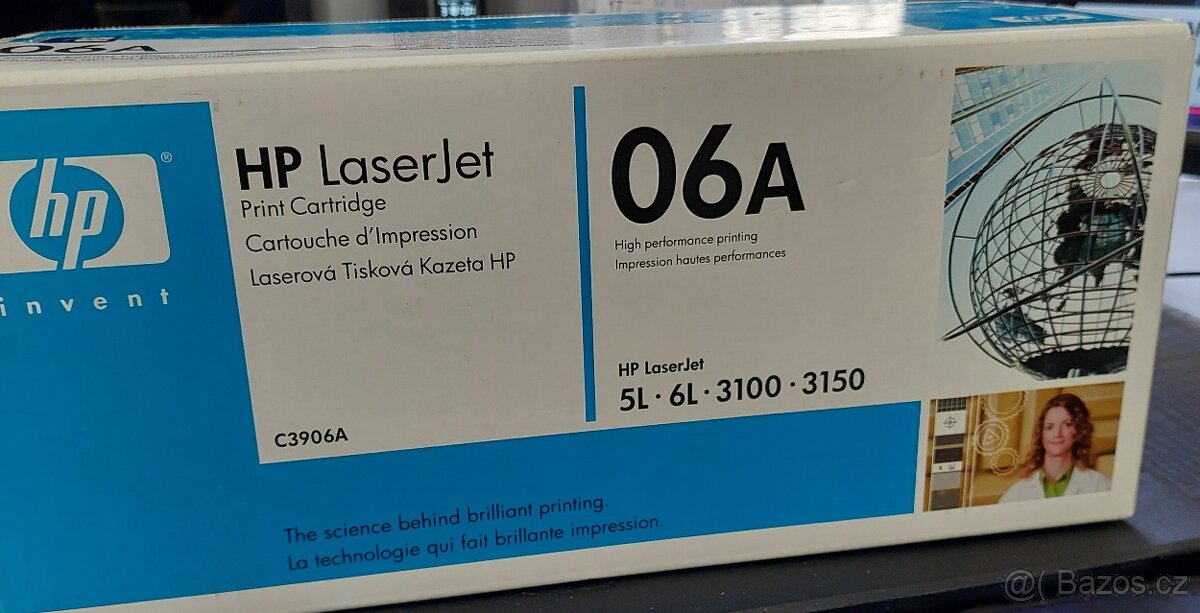 06A
hp
®
invent
HP LaserJet
Print Cartridge
Cartouche d'Impression
Laserová Tisková Kazeta HP
C3906A
06A
High performance printing
Impression hautes performances
HP LaserJet
5L · 6L · 3100 · 3150
The science behind brilliant printing.
La technologie qui fait brillante impression.
@( Bazos.cz